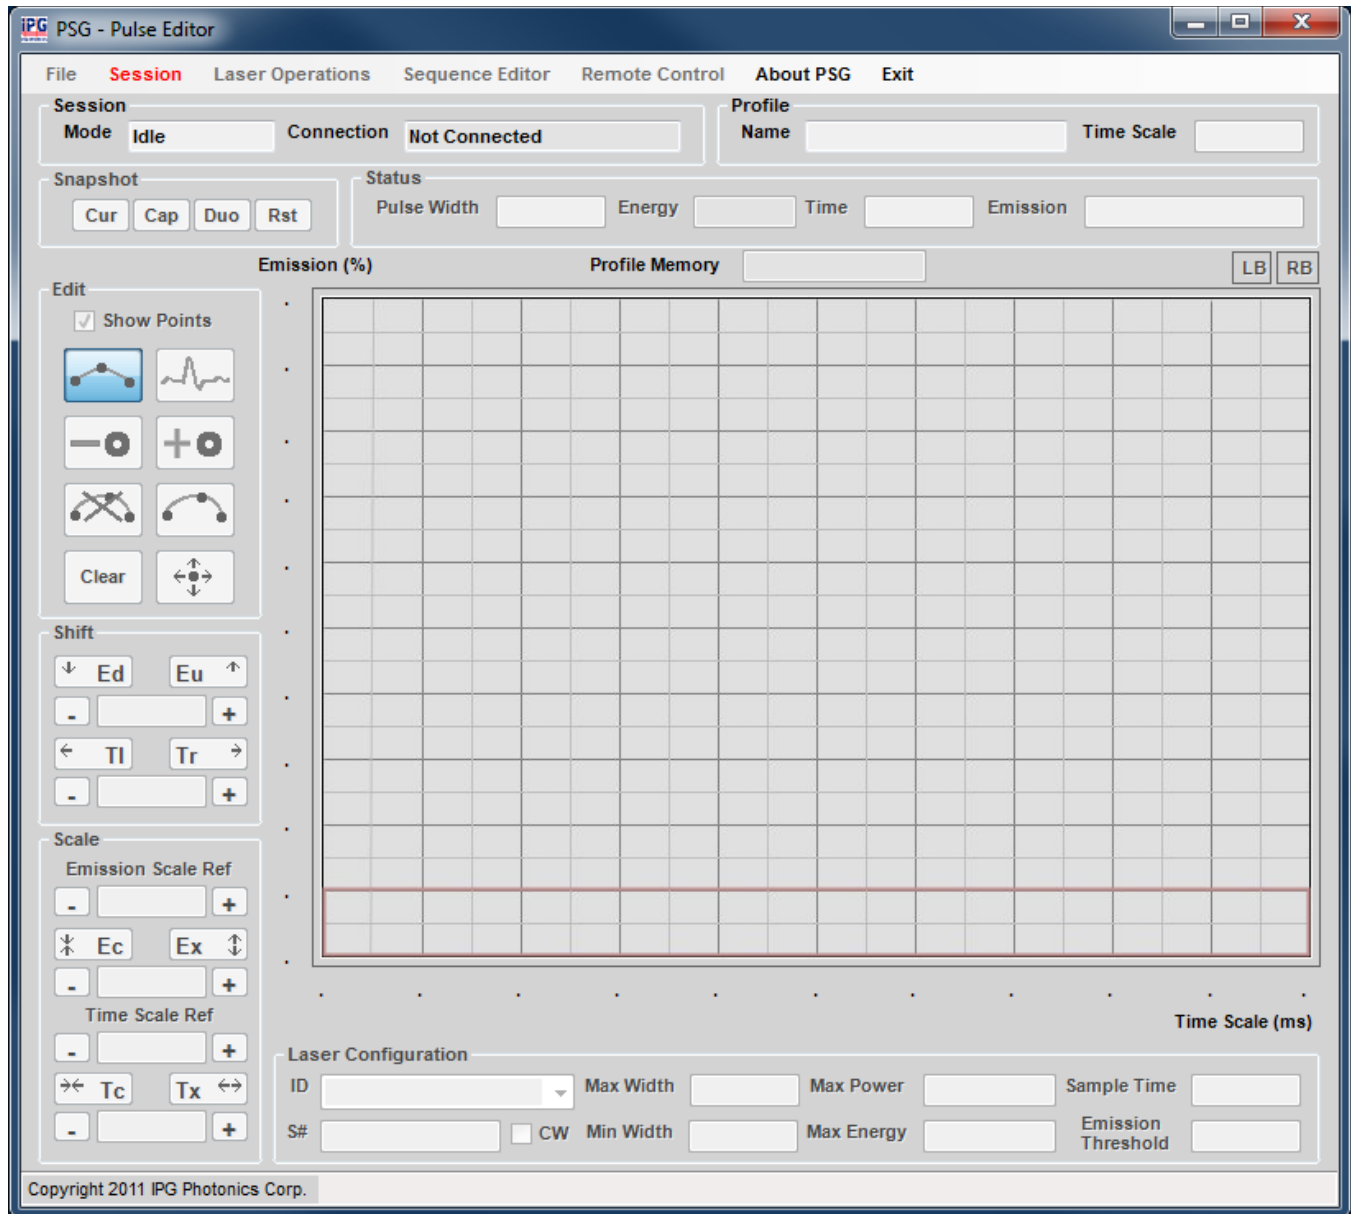 IPG PSG - Pulse Editor
File Session Laser Operations Sequence Editor Remote Control About PSG Exit
Session
Mode Idle Connection Not Connected
Profile
Name Time Scale
Snapshot
Cur Cap Duo Rst
Status
Pulse Width Energy Time Emission
Emission (%) Profile Memory LB RB
Edit
Show Points
Clear
Shift
Ed Eu
- +
Tl Tr
- +
Scale
Emission Scale Ref
- +
Ec Ex
- +
Time Scale Ref
- +
Tc Tx
- +
Time Scale (ms)
Laser Configuration
ID Max Width Max Power Sample Time
S# CW Min Width Max Energy Emission Threshold
Copyright 2011 IPG Photonics Corp.